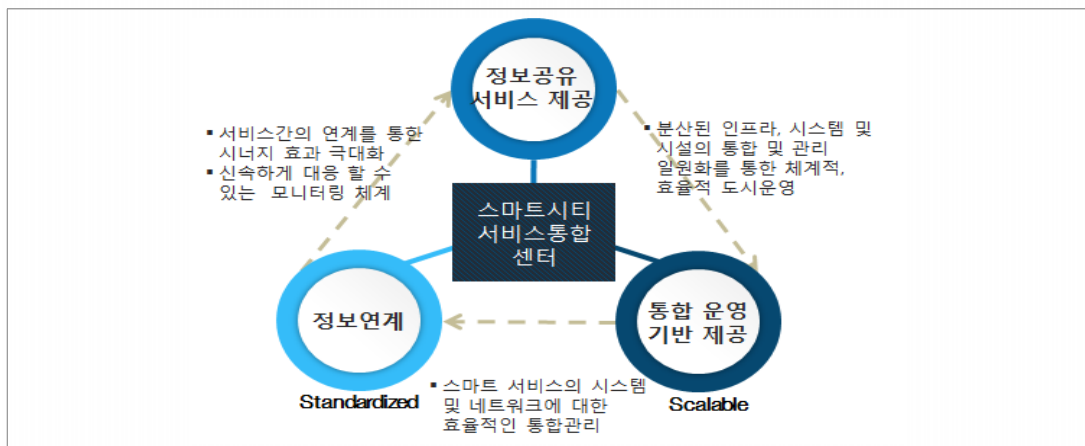 정보공유
서비스 제공
▪ 서비스간의 연계를 통한
시너지 효과 극대화
▪ 신속하게 대응 할 수
있는 모니터링 체계
▪ 분산된 인프라, 시스템 및
시설의 통합 및 관리
일원화를 통한 체계적,
효율적 도시운영
스마트시티
서비스통합
센터
정보연계
통합 운영
기반 제공
Standardized
▪ 스마트 서비스의 시스템
및 네트워크에 대한
효율적인 통합관리
Scalable